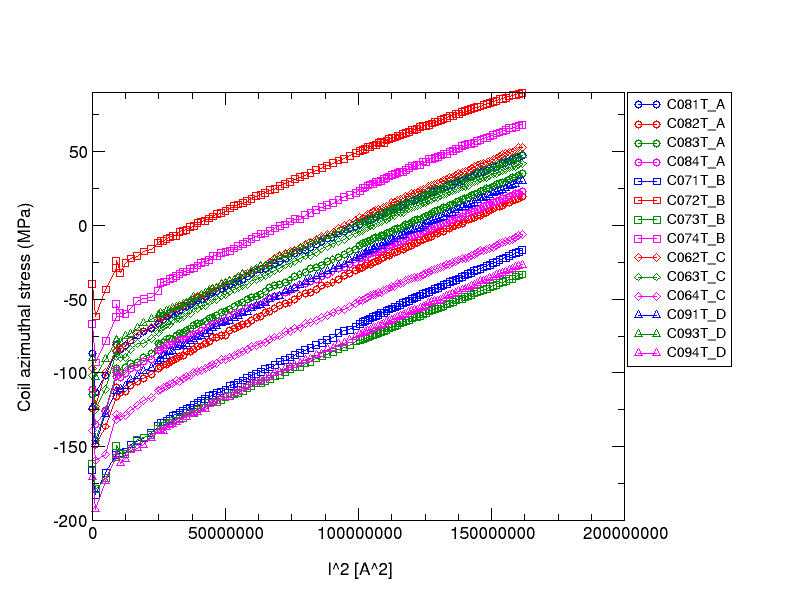 Coil azimuthal stress (MPa)
50
0
-50
-100
-150
-200
0
50000000
100000000
150000000
200000000
I^2 [A^2]
C081T_A
C082T_A
C083T_A
C084T_A
C071T_B
C072T_B
C073T_B
C074T_B
C062T_C
C063T_C
C064T_C
C091T_D
C093T_D
C094T_D